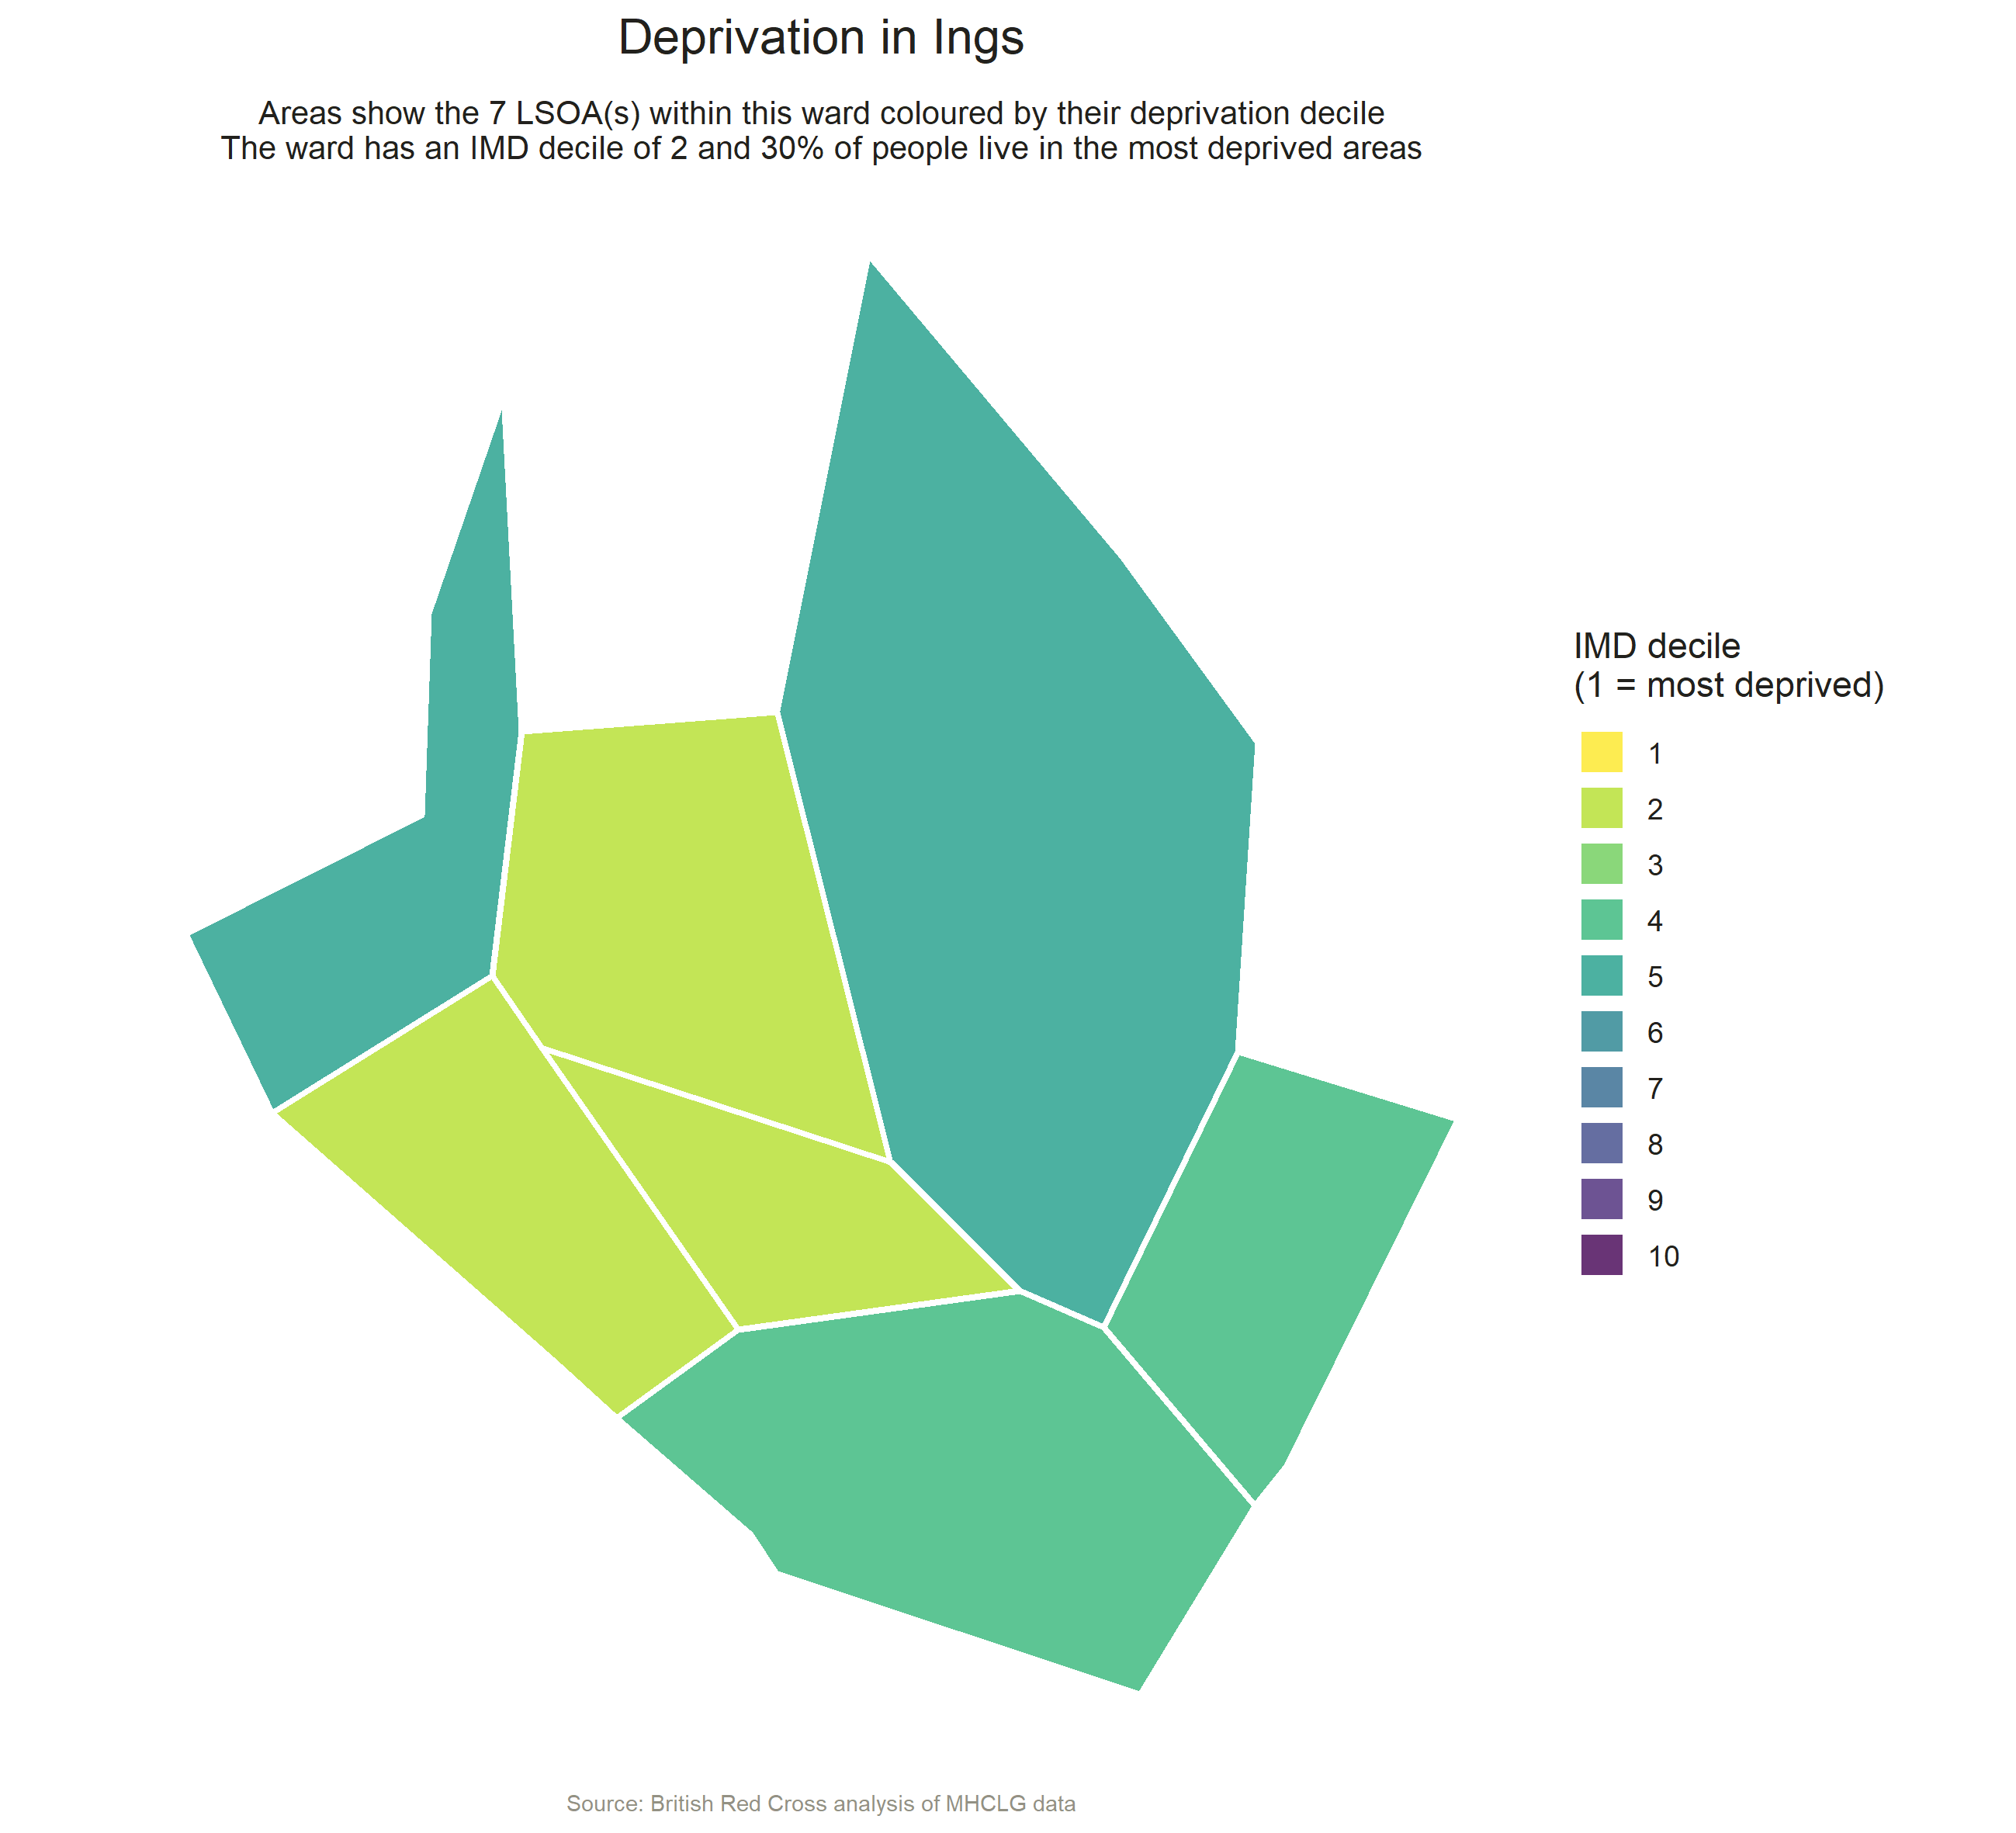 Deprivation in Ings
Areas show the 7 LSOA(s) within this ward coloured by their deprivation decile
The ward has an IMD decile of 2 and 30% of people live in the most deprived areas
IMD decile
(1 = most deprived)
1
2
3
4
5
6
7
8
9
10
Source: British Red Cross analysis of MHCLG data